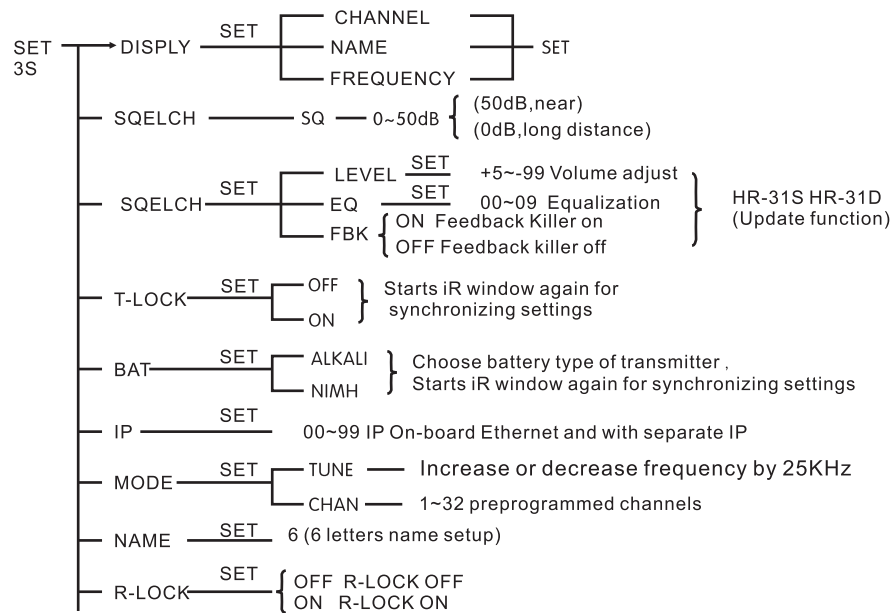 SET 3S
DISPLY SET CHANNEL
NAME SET
FREQUENCY
SQELCH SQ 0~50dB (50dB,near)
(0dB,long distance)
SQELCH SET LEVEL SET +5~-99 Volume adjust
EQ SET 00~09 Equalization
FBK ON Feedback Killer on
OFF Feedback killer off
HR-31S HR-31D
(Update function)
T-LOCK SET OFF
ON
Starts iR window again for
synchronizing settings
BAT SET ALKALI
NIMH
Choose battery type of transmitter ,
Starts iR window again for synchronizing settings
IP SET 00~99 IP On-board Ethernet and with separate IP
MODE SET TUNE Increase or decrease frequency by 25KHz
CHAN 1~32 preprogrammed channels
NAME SET 6 (6 letters name setup)
R-LOCK SET OFF R-LOCK OFF
ON R-LOCK ON